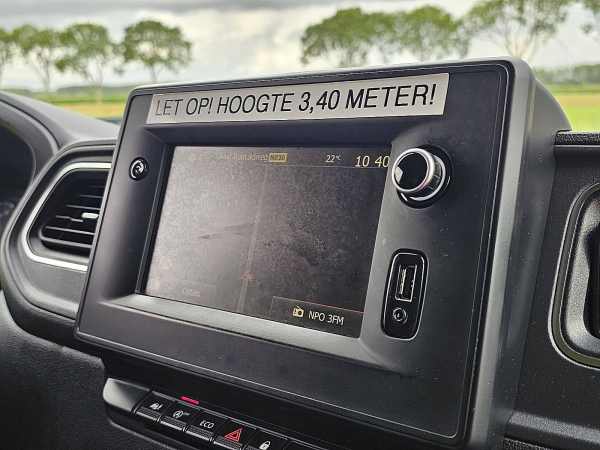 LET OP! HOOGTE 3,40 METER!
22°C
10 40
NPO 3FM
ECO